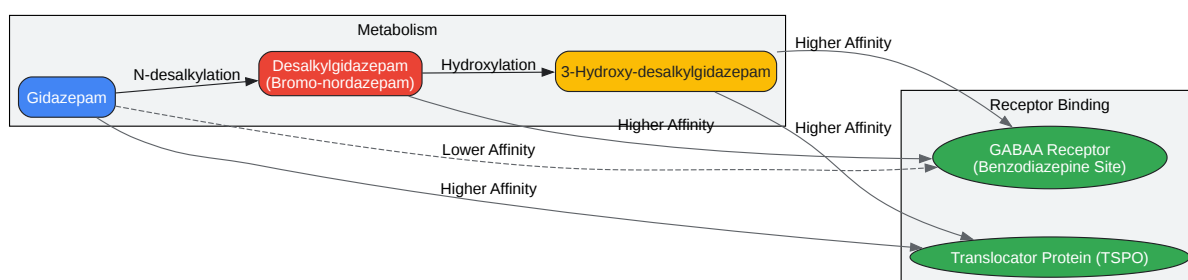 Metabolism
Gidazepam
N-desalkylation
Desalkylgidazepam
(Bromo-nordazepam)
Hydroxylation
3-Hydroxy-desalkylgidazepam
Higher Affinity
Higher Affinity
Higher Affinity
Lower Affinity
Higher Affinity
Receptor Binding
GABAA Receptor
(Benzodiazepine Site)
Translocator Protein (TSPO)